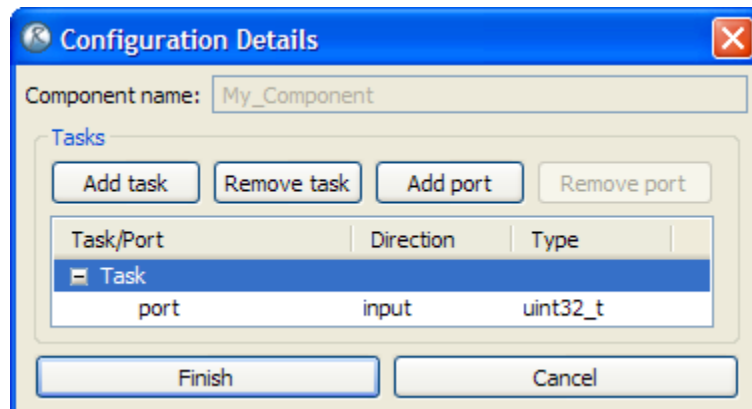 Configuration Details
Component name: My_Component
Tasks
Add task Remove task Add port Remove port
Task/Port Direction Type
Task
port input uint32_t
Finish Cancel